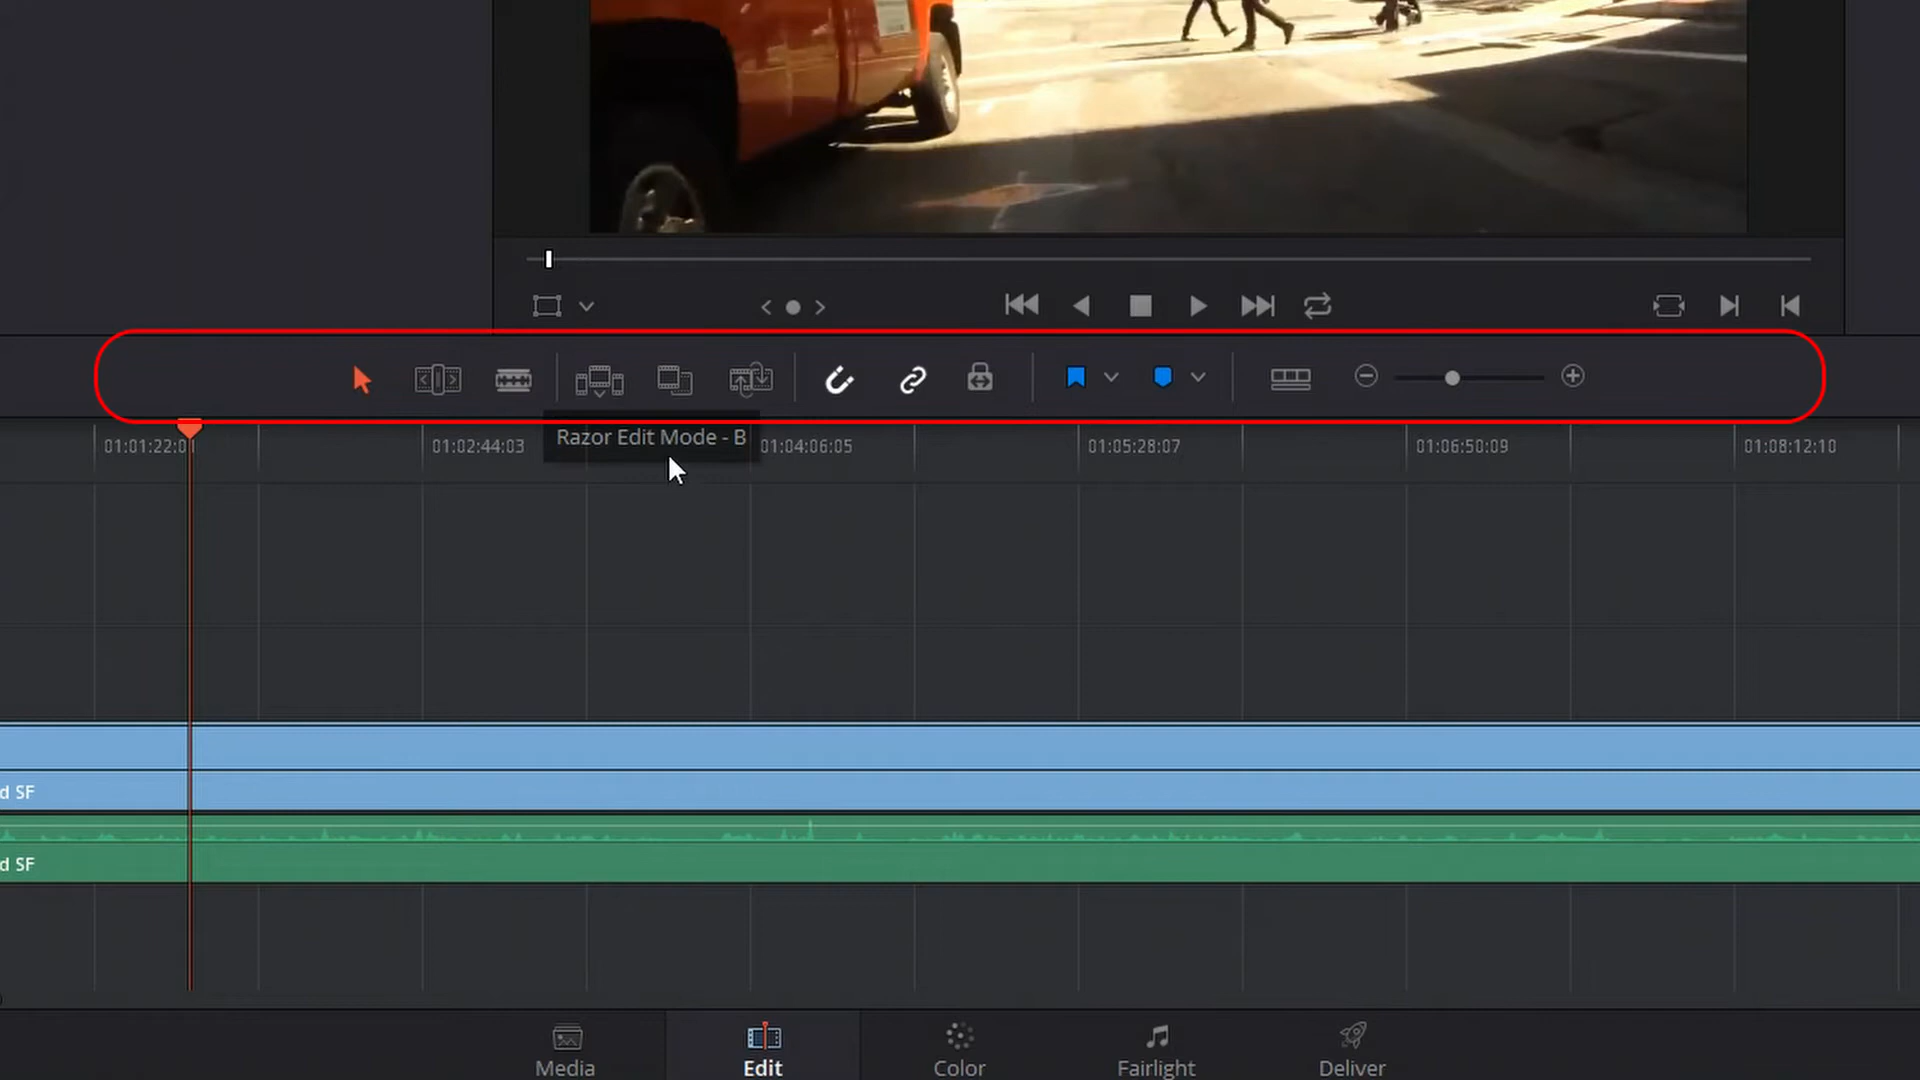 Razor Edit Mode - B
01:01:22:01
01:02:44:03
01:04:06:05
01:05:28:07
01:06:50:09
01:08:12:10
d SF
d SF
Media
Edit
Color
Fairlight
Deliver